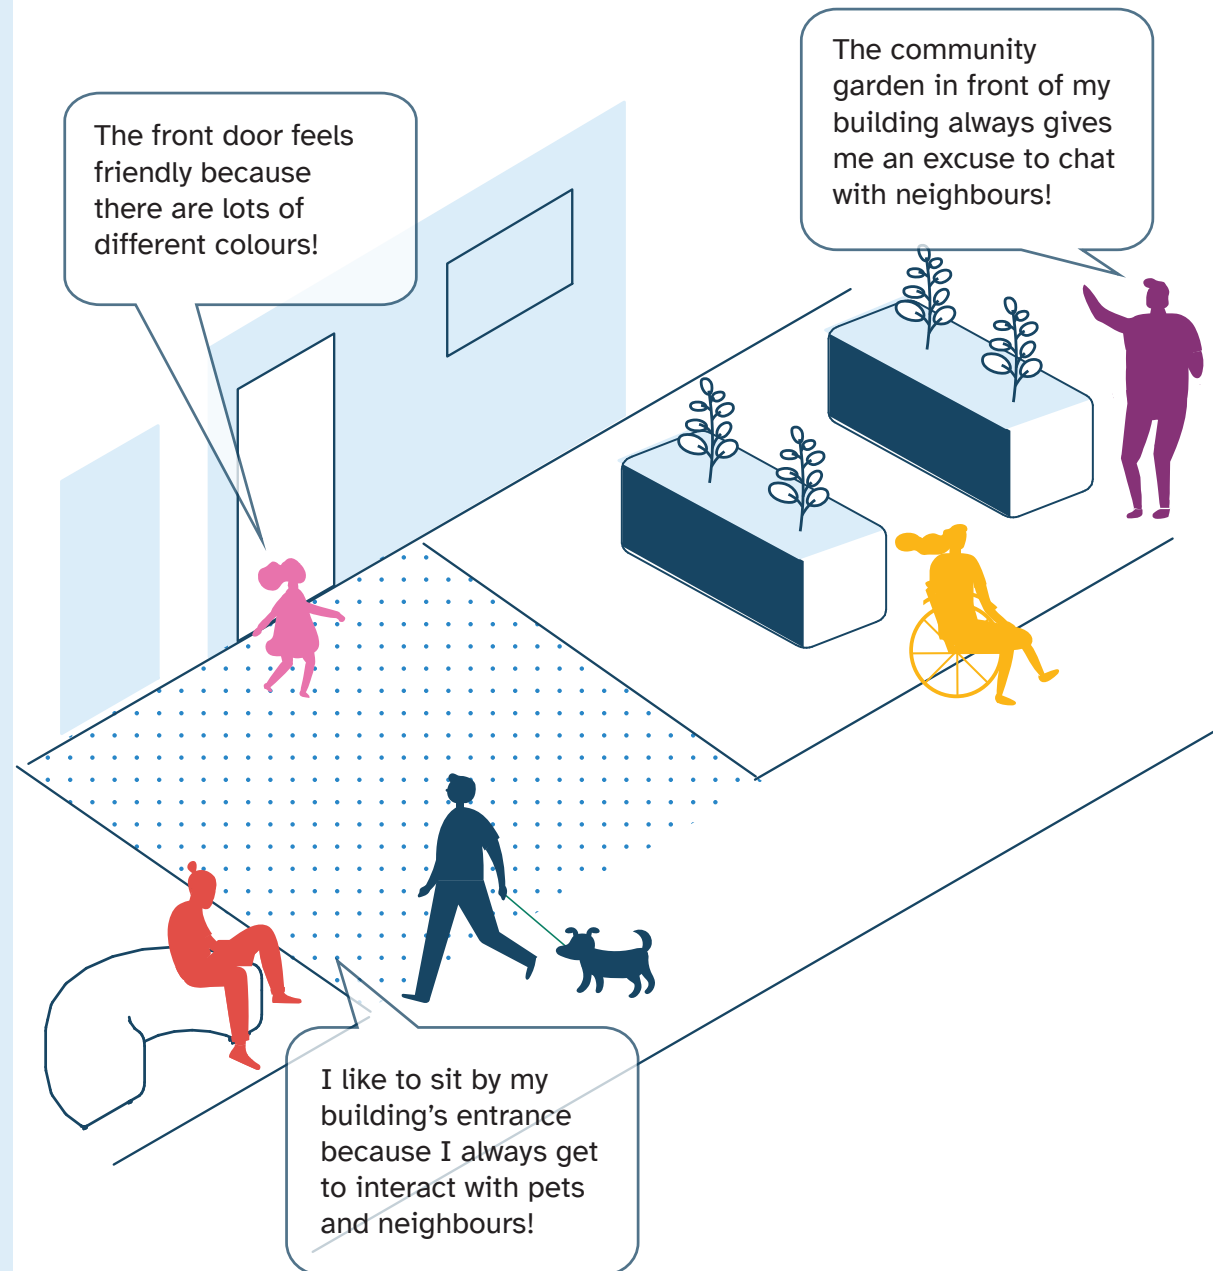 The front door feels
friendly because
there are lots of
different colours!
The community
garden in front of my
building always gives
me an excuse to chat
with neighbours!
I like to sit by my
building’s entrance
because I always get
to interact with pets
and neighbours!